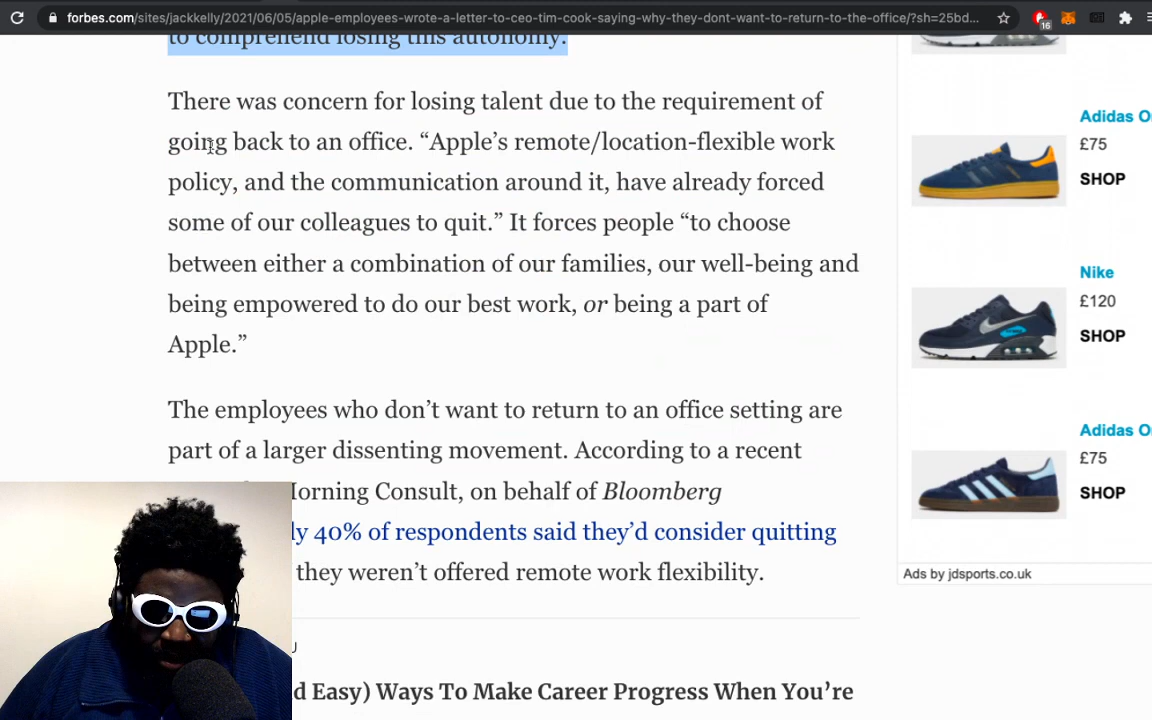 forbes.com/sites/jackkelly/2021/06/05/apple-employees-wrote-a-letter-to-ceo-tim-cook-saying-why-they-dont-want-to-return-to-the-office/?sh=25bd...
16
to comprehend losing this autonomy.
There was concern for losing talent due to the requirement of
going back to an office. “Apple’s remote/location-flexible work
policy, and the communication around it, have already forced
some of our colleagues to quit.” It forces people “to choose
between either a combination of our families, our well-being and
being empowered to do our best work, or being a part of
Apple.”
The employees who don’t want to return to an office setting are
part of a larger dissenting movement. According to a recent
Morning Consult, on behalf of Bloomberg
40% of respondents said they’d consider quitting
they weren’t offered remote work flexibility.
Easy) Ways To Make Career Progress When You’re
Adidas
£75
SHOP
Nike
£120
SHOP
Adidas
£75
SHOP
Ads by jdsports.co.uk